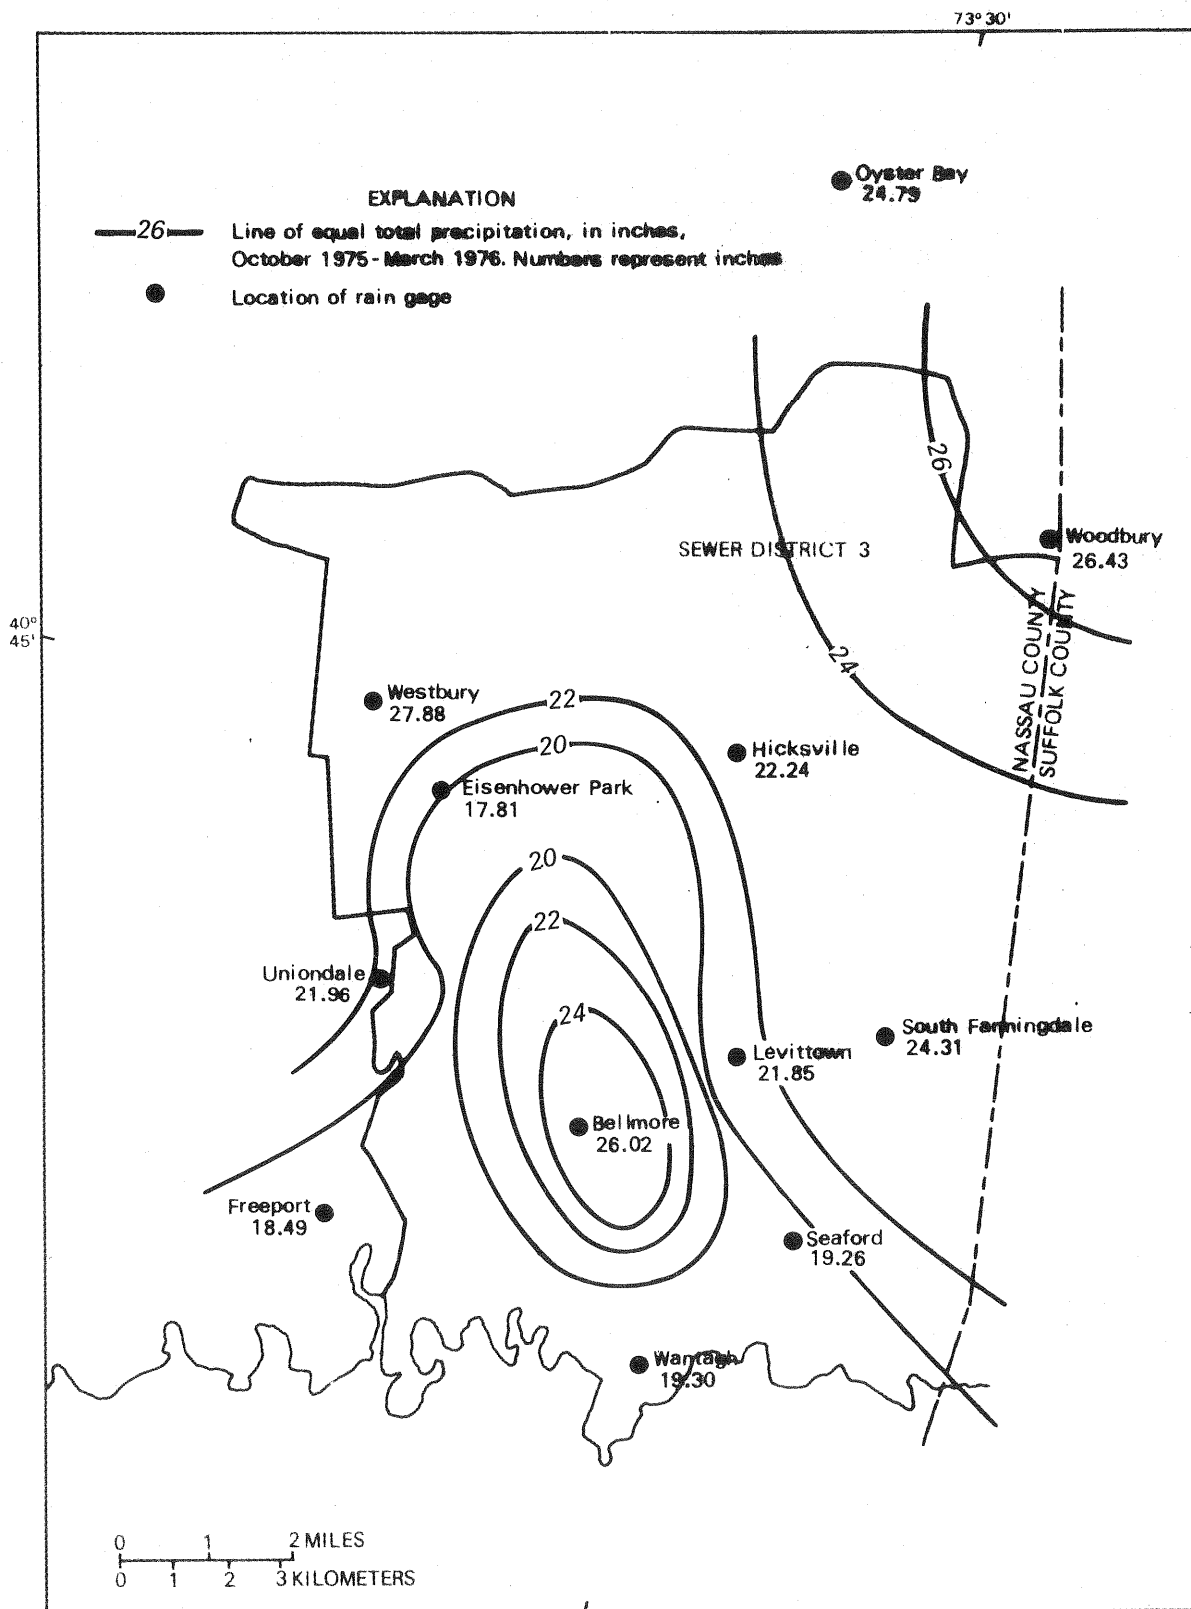 73°30'
Oyster Bay
24.79
EXPLANATION
26
Line of equal total precipitation, in inches,
October 1975-March 1976. Numbers represent inches
Location of rain gage
26
SEWER DISTRICT 3
Woodbury
26.43
NASSAU COUNTY
SUFFOLK COUNTY
40°
45'
24
Westbury
27.88
22
20
Hicksville
22.24
Eisenhower Park
17.81
20
22
Uniondale
21.96
24
South Farmingdale
24.31
Levittown
21.85
Bellmore
26.02
Freeport
18.49
Seaford
19.26
Wantagh
19.30
0 1 2 MILES
0 1 2 3 KILOMETERS